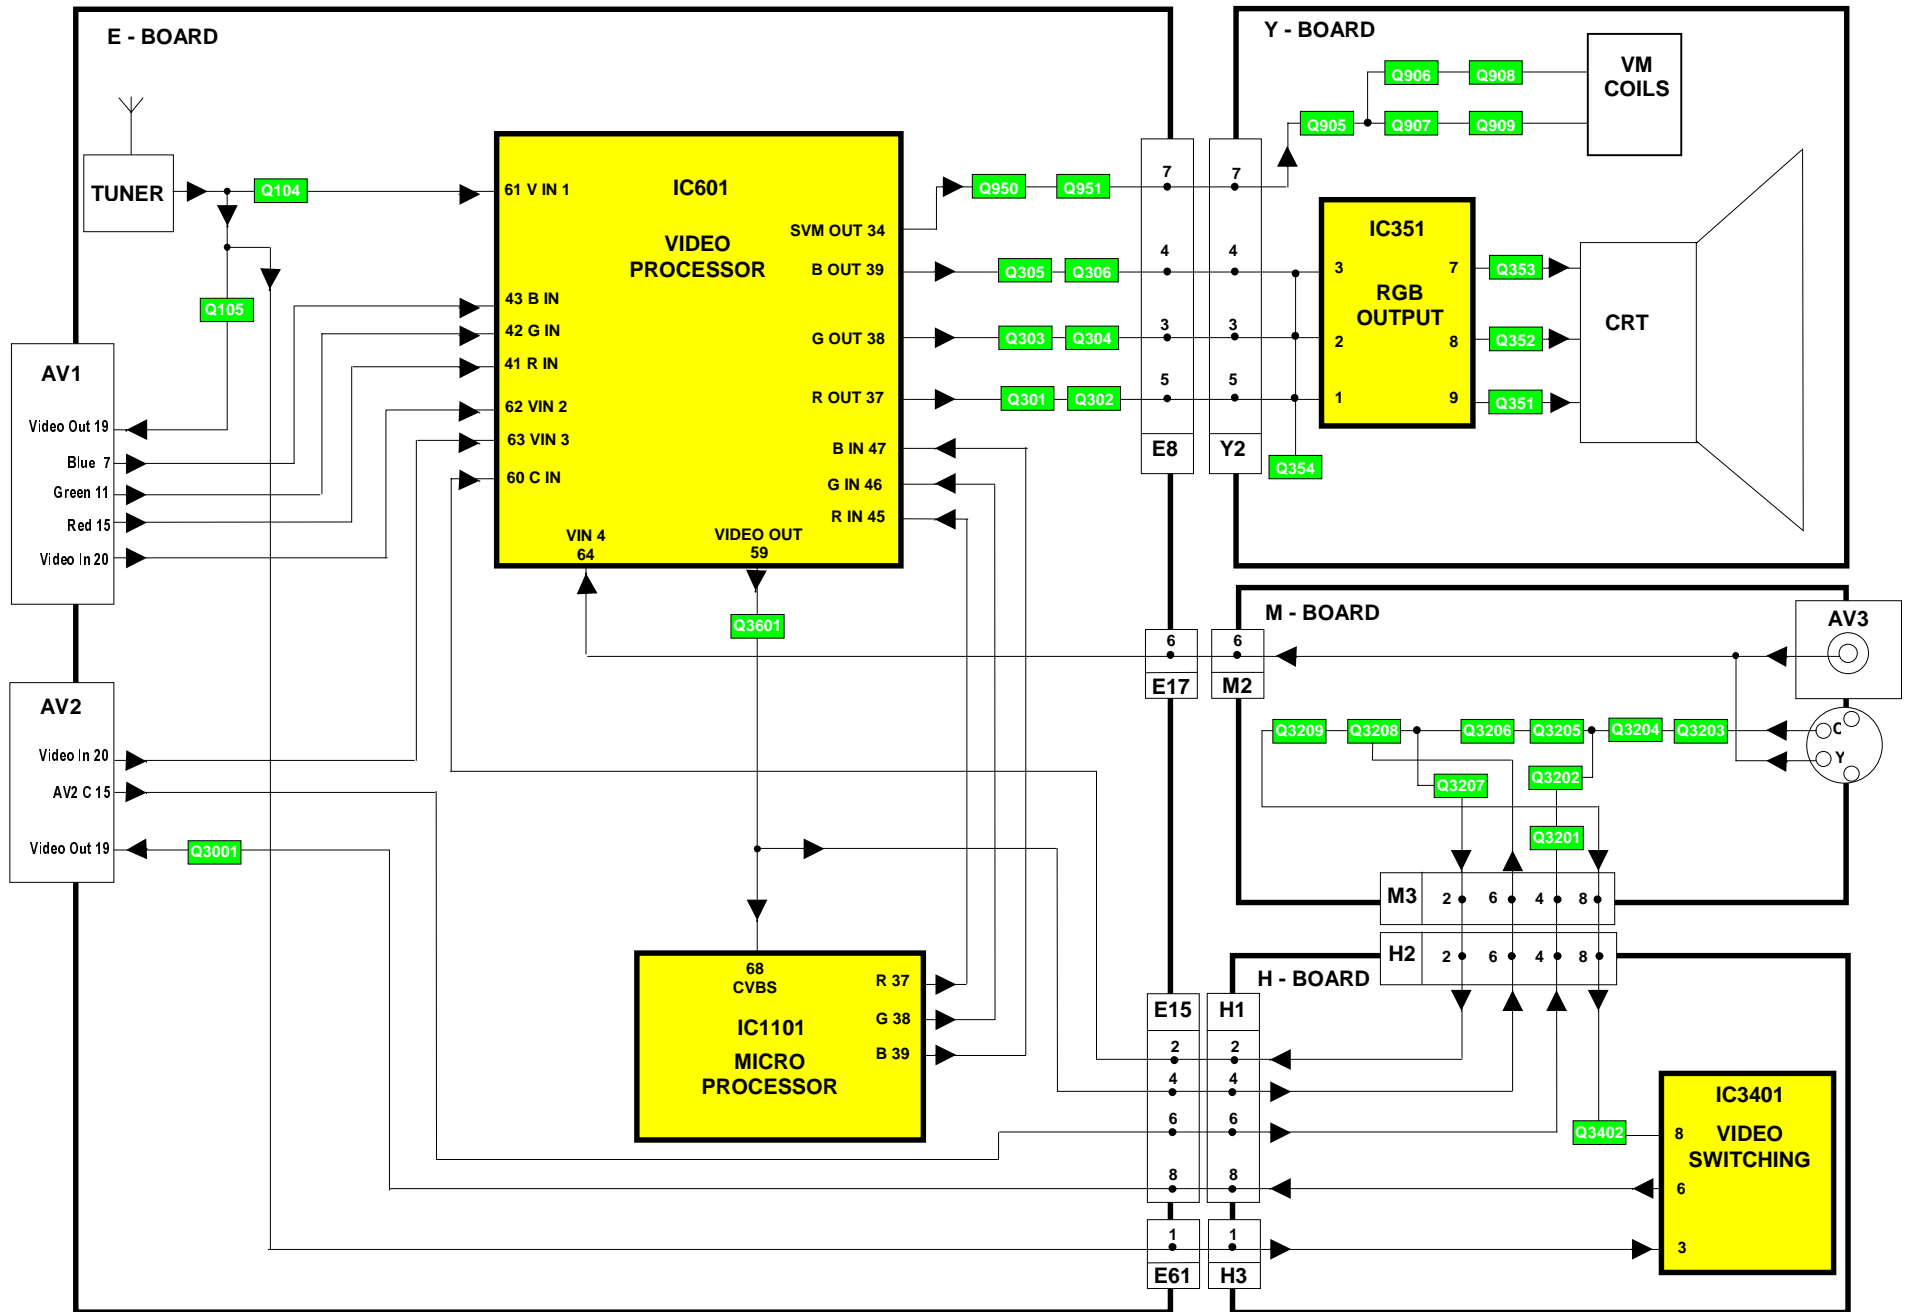 E - BOARD
TUNER
Q104
Q105
61 V IN 1
IC601
VIDEO
PROCESSOR
SVM OUT 34
B OUT 39
G OUT 38
R OUT 37
B IN 47
G IN 46
R IN 45
43 B IN
42 G IN
41 R IN
62 VIN 2
63 VIN 3
60 C IN
VIN 4
64
VIDEO OUT
59
AV1
Video Out 19
Blue 7
Green 11
Red 15
Video In 20
AV2
Video In 20
AV2 C 15
Video Out 19
Q3001
Q3601
Q950
Q951
Q305
Q306
Q303
Q304
Q301
Q302
7
4
3
5
E8
7
4
3
5
Y2
Y - BOARD
Q906
Q908
Q905
Q907
Q909
VM
COILS
IC351
RGB
OUTPUT
3
2
1
7
8
9
Q353
Q352
Q351
Q354
CRT
M - BOARD
AV3
6
E17
6
M2
C
Y
Q3209
Q3208
Q3206
Q3205
Q3204
Q3203
Q3207
Q3202
Q3201
M3
2
6
4
8
H2
2
6
4
8
H - BOARD
68
CVBS
R 37
G 38
B 39
IC1101
MICRO
PROCESSOR
E15
2
4
6
8
H1
2
4
6
8
1
E61
1
H3
Q3402
IC3401
VIDEO
SWITCHING
8
6
3